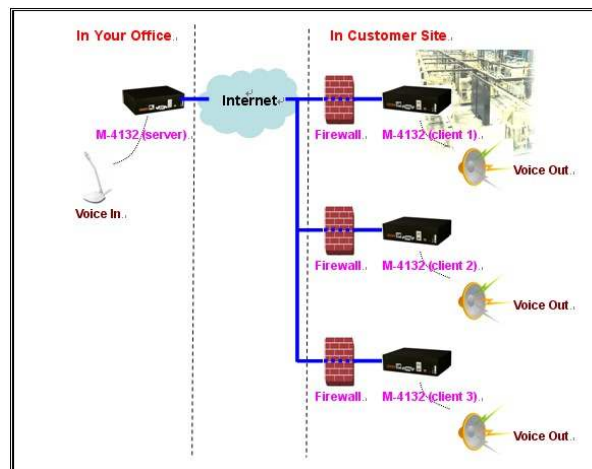 In Your Office
In Customer Site
Internet
M-4132 (server)
Firewall
M-4132 (client 1)
Voice In
Voice Out
Firewall
M-4132 (client 2)
Voice Out
Firewall
M-4132 (client 3)
Voice Out